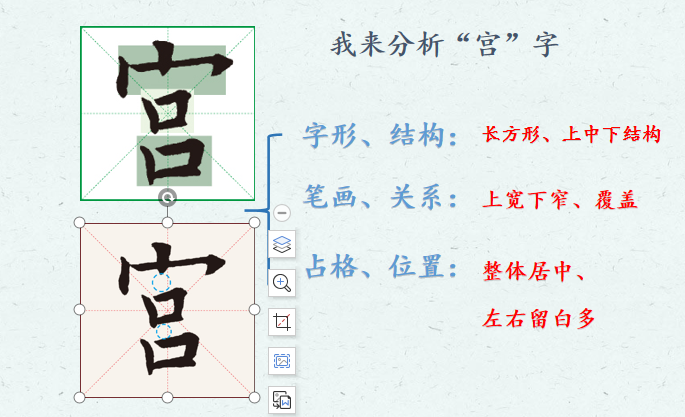 我来分析“宫”字
宫
字形、结构：长方形、上中下结构
笔画、关系：上宽下窄、覆盖
占格、位置：整体居中、
左右留白多
宫